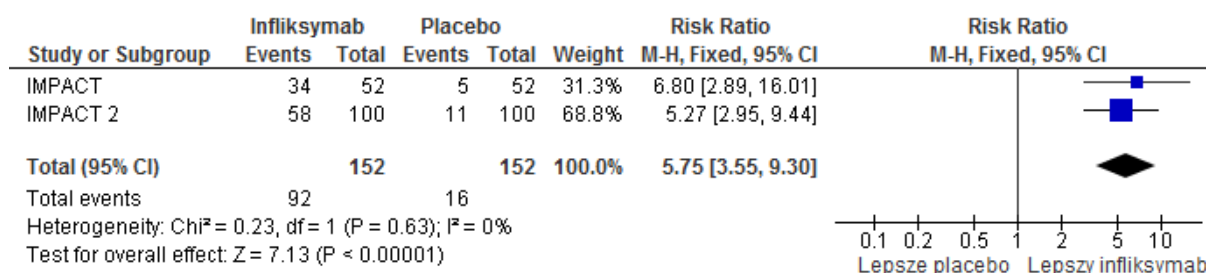 Infliksymab Placebo Risk Ratio Risk Ratio
Study or Subgroup Events Total Events Total Weight M-H, Fixed, 95% CI M-H, Fixed, 95% CI
IMPACT 34 52 5 52 31.3% 6.80 [2.89, 16.01]
IMPACT 2 58 100 11 100 68.8% 5.27 [2.95, 9.44]
Total (95% CI) 152 152 100.0% 5.75 [3.55, 9.30]
Total events 92 16
Heterogeneity: Chi² = 0.23, df = 1 (P = 0.63); I² = 0%
Test for overall effect: Z = 7.13 (P < 0.00001)
0.1 0.2 0.5 1 2 5 10
Lepsze placebo Lepszy infliksymab